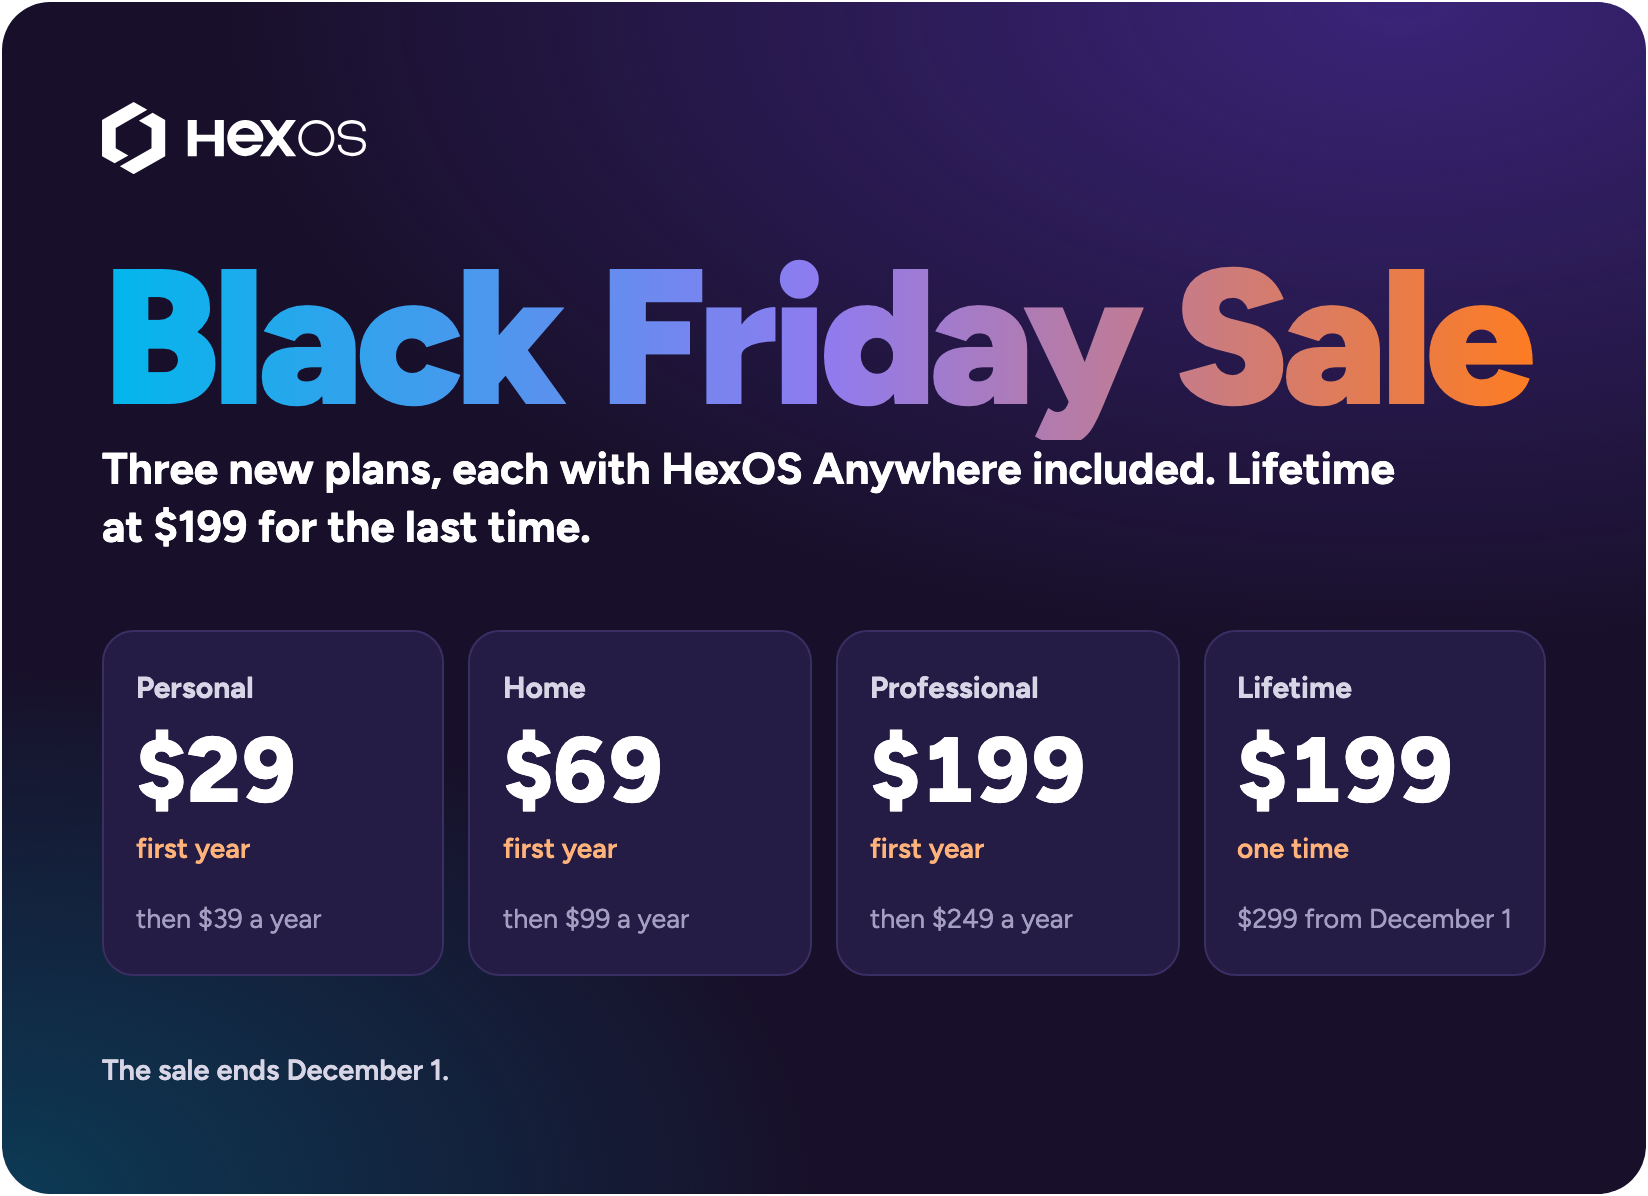 HexOS
Black Friday Sale
Three new plans, each with HexOS Anywhere included. Lifetime
at $199 for the last time.
Personal
$29
first year
then $39 a year
Home
$69
first year
then $99 a year
Professional
$199
first year
then $249 a year
Lifetime
$199
one time
$299 from December 1
The sale ends December 1.